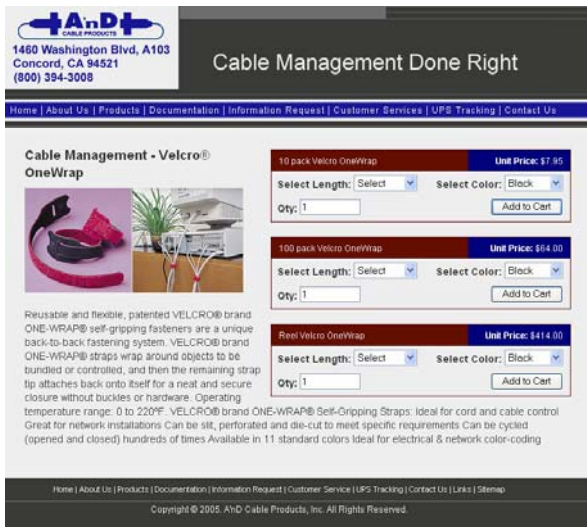 A'n'D
CABLE PRODUCTS
1460 Washington Blvd, A103
Concord, CA 94521
(800) 394-3008
Cable Management Done Right
Home | About Us | Products | Documentation | Information Request | Customer Services | UPS Tracking | Contact Us
Cable Management - Velcro®
OneWrap
10 pack Velcro OneWrap Unit Price: $7.95
Select Length: Select Select Color: Black
Qty: 1 Add to Cart
100 pack Velcro OneWrap Unit Price: $64.00
Select Length: Select Select Color: Black
Qty: 1 Add to Cart
Reel Velcro OneWrap Unit Price: $414.00
Select Length: Select Select Color: Black
Qty: 1 Add to Cart
Reusable and flexible, patented VELCRO® brand
ONE-WRAP® self-gripping fasteners are a unique
back-to-back fastening system. VELCRO® brand
ONE-WRAP® straps wrap around objects to be
bundled or controlled, and then the remaining strap
tip attaches back onto itself for a neat and secure
closure without buckles or hardware. Operating
temperature range: 0 to 220ºF. VELCRO® brand ONE-WRAP® Self-Gripping Straps: Ideal for cord and cable control
Great for network installations Can be slit, perforated and die-cut to meet specific requirements Can be cycled
(opened and closed) hundreds of times Available in 11 standard colors Ideal for electrical & network color-coding
Home | About Us | Products | Documentation | Information Request | Customer Service | UPS Tracking | Contact Us | Links | Sitemap
Copyright © 2005. A'n'D Cable Products, Inc. All Rights Reserved.